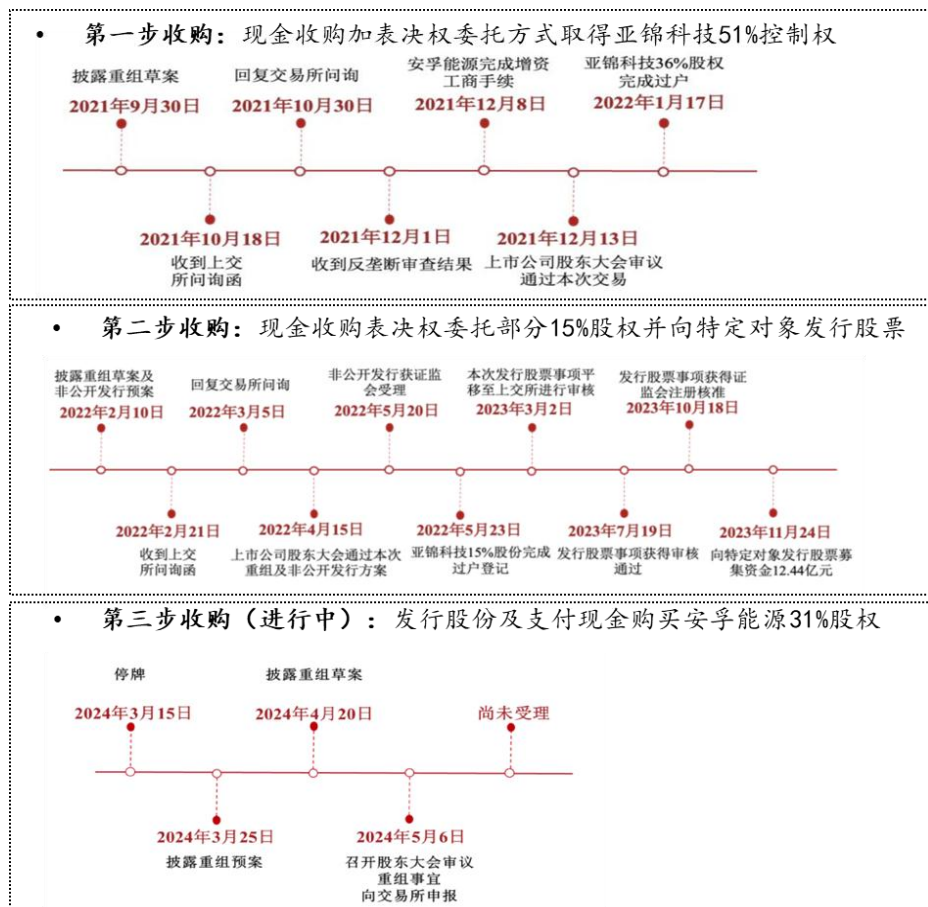 • 第一步收购：现金收购加表决权委托方式取得亚锦科技51%控制权
披露重组草案
2021年9月30日
收到上交
所问询函
2021年10月18日
回复交易所问询
2021年10月30日
2021年12月1日
收到反垄断审查结果
安孚能源完成增资
工商手续
2021年12月8日
2021年12月13日
上市公司股东大会审议
通过本次交易
亚锦科技36%股权
完成过户
2022年1月17日
• 第二步收购：现金收购表决权委托部分15%股权并向特定对象发行股票
披露重组草案及
非公开发行预案
2022年2月10日
2022年2月21日
收到上交
所问询函
回复交易所问询
2022年3月5日
2022年4月15日
上市公司股东大会通过本次
重组及非公开发行方案
非公开发行获证监
会受理
2022年5月20日
2022年5月23日
亚锦科技15%股份完成
过户登记
本次发行股票事项平
移至上交所进行审核
2023年3月2日
2023年7月19日
发行股票事项获得审核
通过
发行股票事项获得证
监会注册核准
2023年10月18日
2023年11月24日
向特定对象发行股票募
集资金12.44亿元
• 第三步收购（进行中）：发行股份及支付现金购买安孚能源31%股权
停牌
2024年3月15日
2024年3月25日
披露重组预案
披露重组草案
2024年4月20日
2024年5月6日
召开股东大会审议
重组事宜
向交易所申报
尚未受理